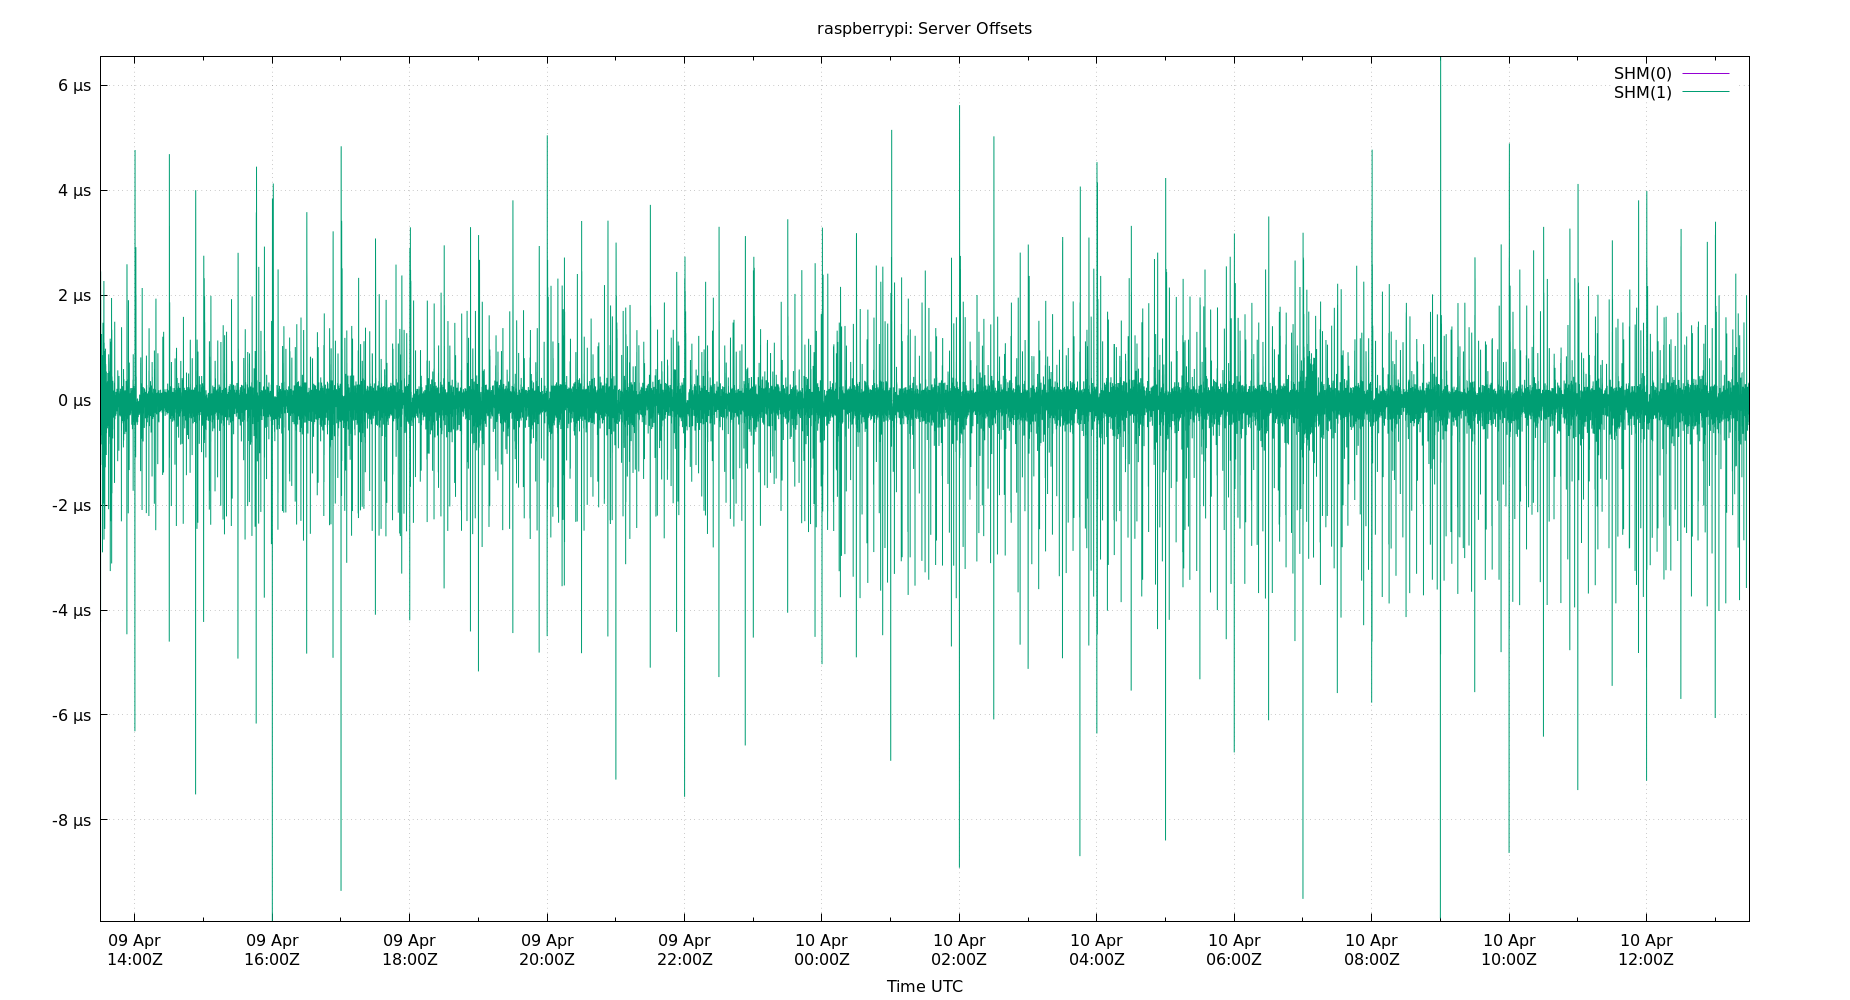 raspberrypi: Server Offsets
SHM(0)
SHM(1)
6 µs
4 µs
2 µs
0 µs
-2 µs
-4 µs
-6 µs
-8 µs
09 Apr 09 Apr 09 Apr 09 Apr 09 Apr 10 Apr 10 Apr 10 Apr 10 Apr 10 Apr 10 Apr 10 Apr
14:00Z 16:00Z 18:00Z 20:00Z 22:00Z 00:00Z 02:00Z 04:00Z 06:00Z 08:00Z 10:00Z 12:00Z
Time UTC